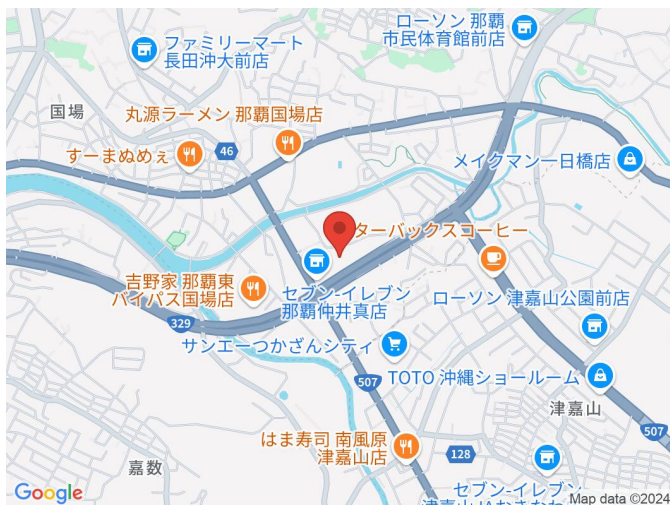 ローソン 那覇
市民体育館前店
ファミリーマート
長田沖大前店
国場
丸源ラーメン 那覇国場店
すーまぬめぇ
46
メイクマン一日橋店
ターバックスコーヒー
吉野家 那覇東
バイパス国場店
セブン-イレブン
那覇仲井真店
ローソン 津嘉山公園前店
329
サンエーつかざんシティ
507
TOTO 沖縄ショールーム
津嘉山
507
はま寿司 南風原
津嘉山店
128
嘉数
セブン-イレブン
Google
Map data ©2024